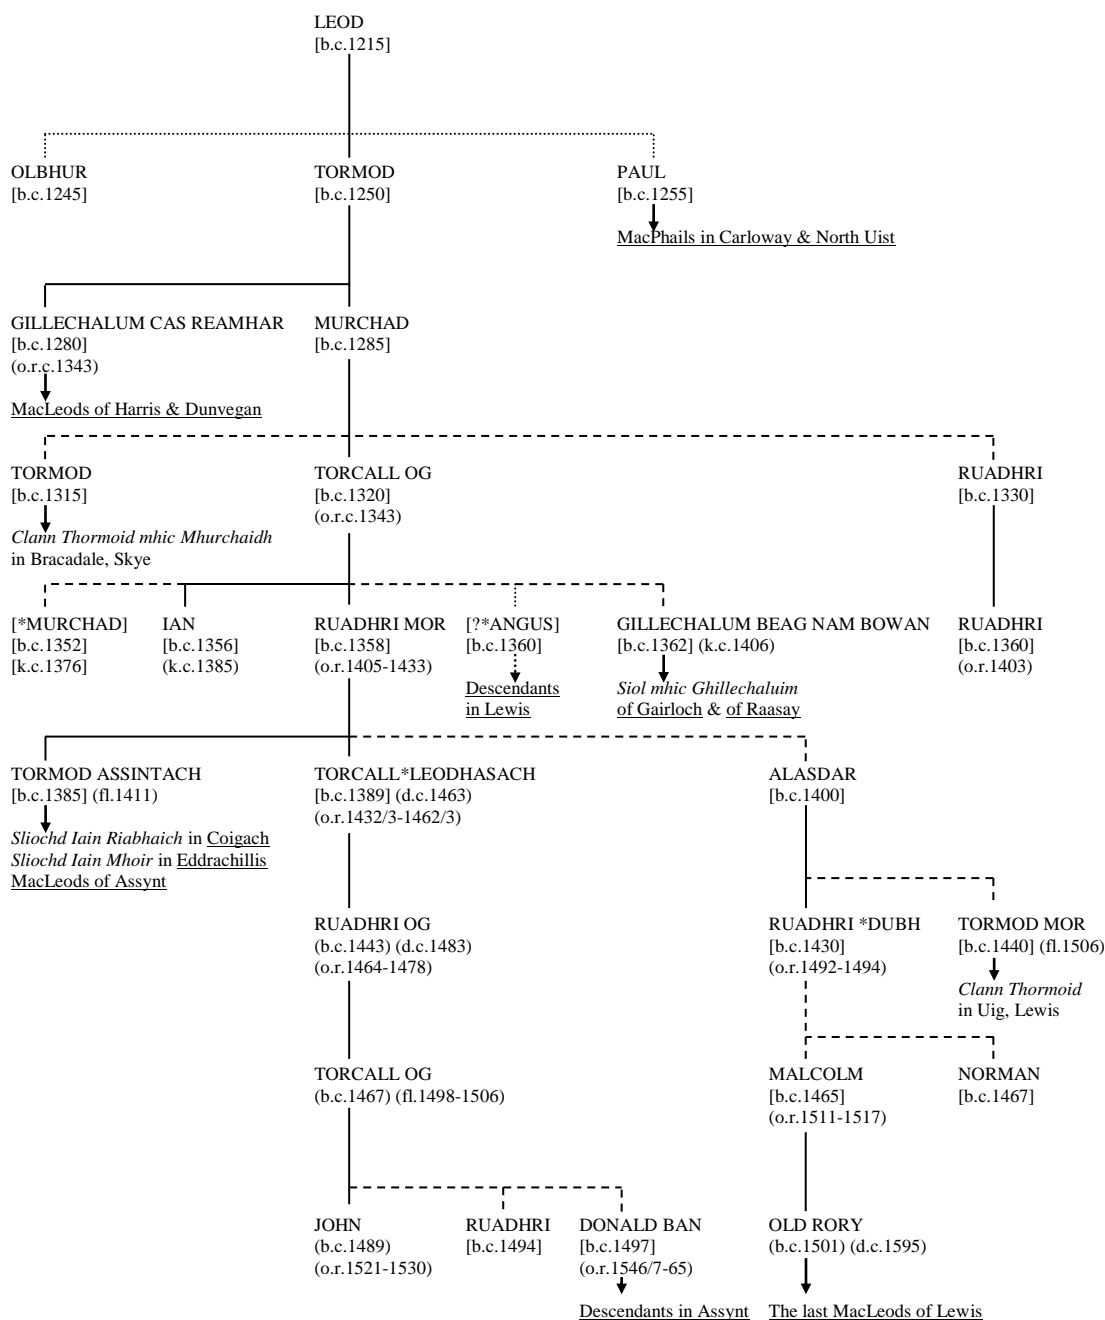 LEOD
[b.c.1215]
OLBHUR
[b.c.1245]
TORMOD
[b.c.1250]
PAUL
[b.c.1255]
MacPhails in Carloway & North Uist
GILLECHALUM CAS REAMHAR
[b.c.1280]
(o.r.c.1343)
MacLeods of Harris & Dunvegan
MURCHAD
[b.c.1285]
TORMOD
[b.c.1315]
Clann Thormoid mhic Mhurchaidh
in Bracadale, Skye
TORCALL OG
[b.c.1320]
(o.r.c.1343)
RUADHRI
[b.c.1330]
[*MURCHAD]
[b.c.1352]
[k.c.1376]
IAN
[b.c.1356]
(k.c.1385)
RUADHRI MOR
[b.c.1358]
(o.r.1405-1433)
[?*ANGUS]
[b.c.1360]
Descendants
in Lewis
GILLECHALUM BEAG NAM BOWAN
[b.c.1362] (k.c.1406)
Siol mhic Ghillechaluim
of Gairloch & of Raasay
RUADHRI
[b.c.1360]
(o.r.1403)
TORMOD ASSINTACH
[b.c.1385] (fl.1411)
Sliochd Iain Riabhaich in Coigach
Sliochd Iain Mhoir in Eddrachillis
MacLeods of Assynt
TORCALL*LEODHASACH
[b.c.1389] (d.c.1463)
(o.r.1432/3-1462/3)
ALASDAR
[b.c.1400]
RUADHRI OG
(b.c.1443) (d.c.1483)
(o.r.1464-1478)
RUADHRI *DUBH
[b.c.1430]
(o.r.1492-1494)
TORMOD MOR
[b.c.1440] (fl.1506)
Clann Thormoid
in Uig, Lewis
TORCALL OG
(b.c.1467) (fl.1498-1506)
MALCOLM
[b.c.1465]
(o.r.1511-1517)
NORMAN
[b.c.1467]
JOHN
(b.c.1489)
(o.r.1521-1530)
RUADHRI
[b.c.1494]
DONALD BAN
[b.c.1497]
(o.r.1546/7-65)
Descendants in Assynt
OLD RORY
(b.c.1501) (d.c.1595)
The last MacLeods of Lewis